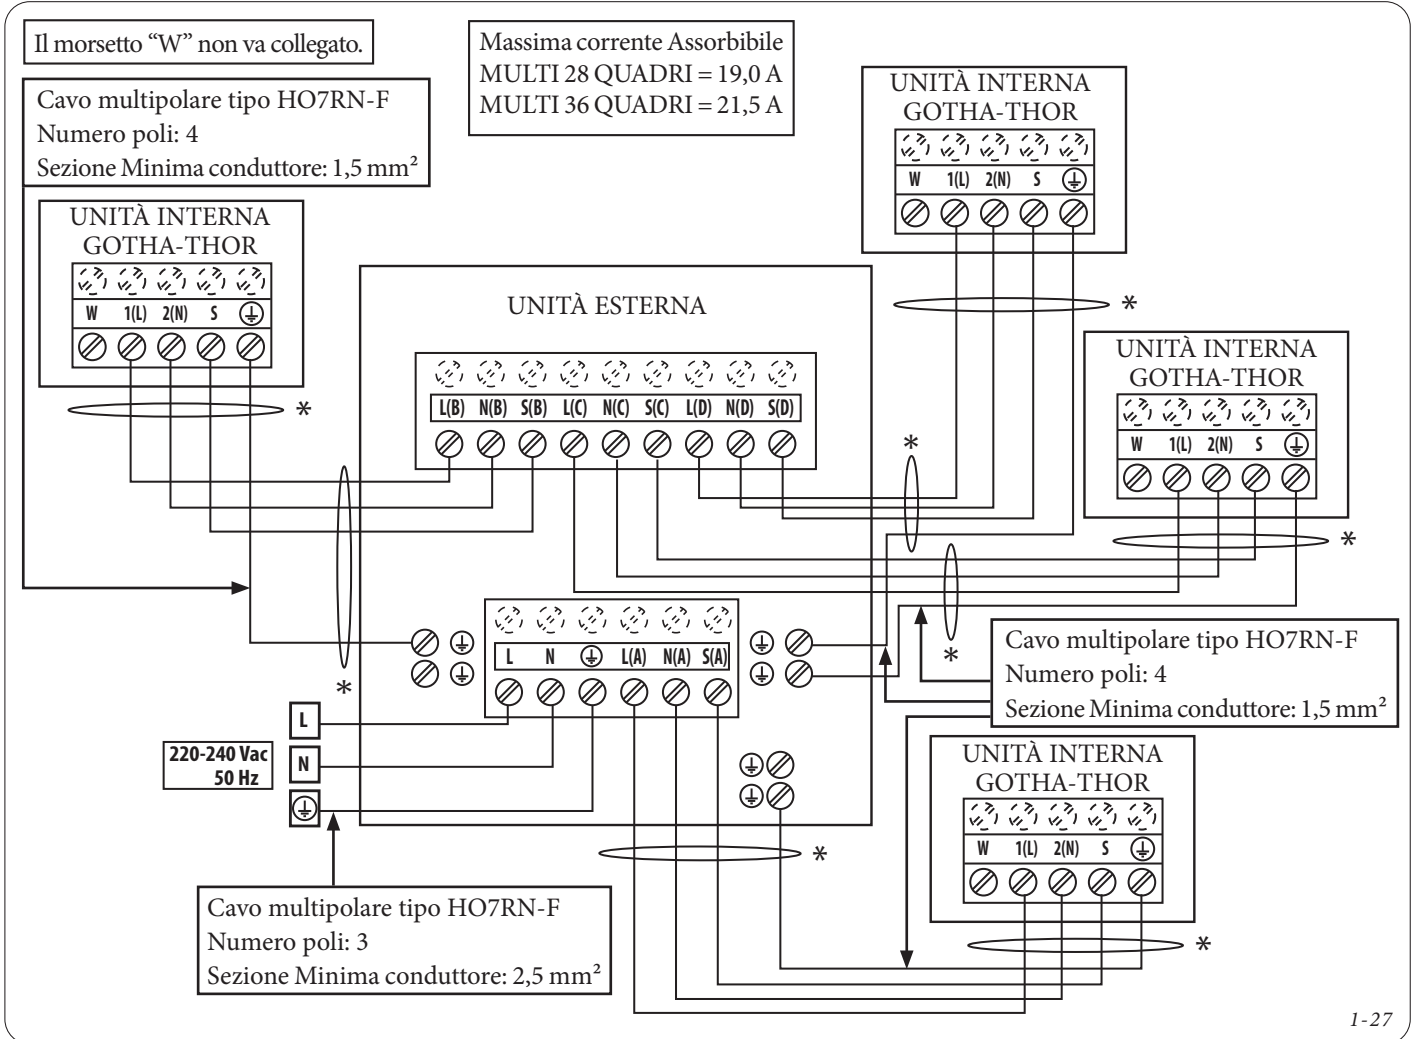 Il morsetto “W” non va collegato.
Massima corrente Assorbibile
MULTI 28 QUADRI = 19,0 A
MULTI 36 QUADRI = 21,5 A
Cavo multipolare tipo HO7RN-F
Numero poli: 4
Sezione Minima conduttore: 1,5 mm²
UNITÀ INTERNA
GOTHA-THOR
W 1(L) 2(N) S
UNITÀ INTERNA
GOTHA-THOR
W 1(L) 2(N) S
*
*
UNITÀ ESTERNA
L(B) N(B) S(B) L(C) N(C) S(C) L(D) N(D) S(D)
UNITÀ INTERNA
GOTHA-THOR
W 1(L) 2(N) S
*
*
*
*
L N L(A) N(A) S(A)
L
220-240 Vac
50 Hz
N
Cavo multipolare tipo HO7RN-F
Numero poli: 4
Sezione Minima conduttore: 1,5 mm²
UNITÀ INTERNA
GOTHA-THOR
W 1(L) 2(N) S
*
*
Cavo multipolare tipo HO7RN-F
Numero poli: 3
Sezione Minima conduttore: 2,5 mm²
1-27